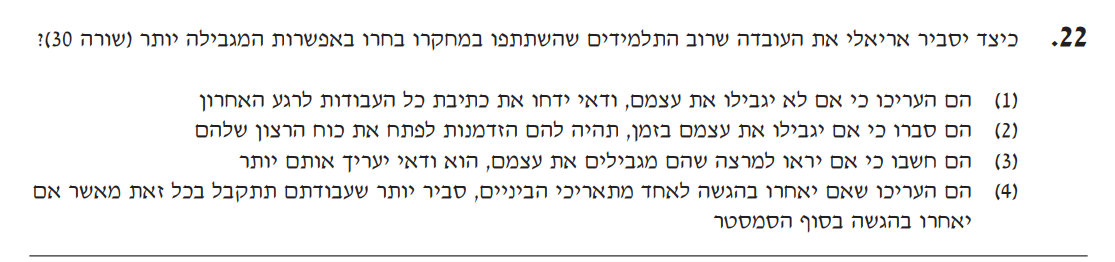 22. כיצד יסביר אריאלי את העובדה שרוב התלמידים שהשתתפו במחקרו בחרו באפשרות המגבילה יותר (שורה 30)?
(1) הם העריכו כי אם לא יגבילו את עצמם, ודאי ידחו את כתיבת כל העבודות לרגע האחרון
(2) הם סברו כי אם יגבילו את עצמם בזמן, תהיה להם הזדמנות לפתח את כוח הרצון שלהם
(3) הם חשבו כי אם יראו למרצה שהם מגבילים את עצמם, הוא ודאי יעריך אותם יותר
(4) הם העריכו שאם יאחרו בהגשה לאחד מתאריכי הביניים, סביר יותר שעבודתם תתקבל בכל זאת מאשר אם
יאחרו בהגשה בסוף הסמסטר